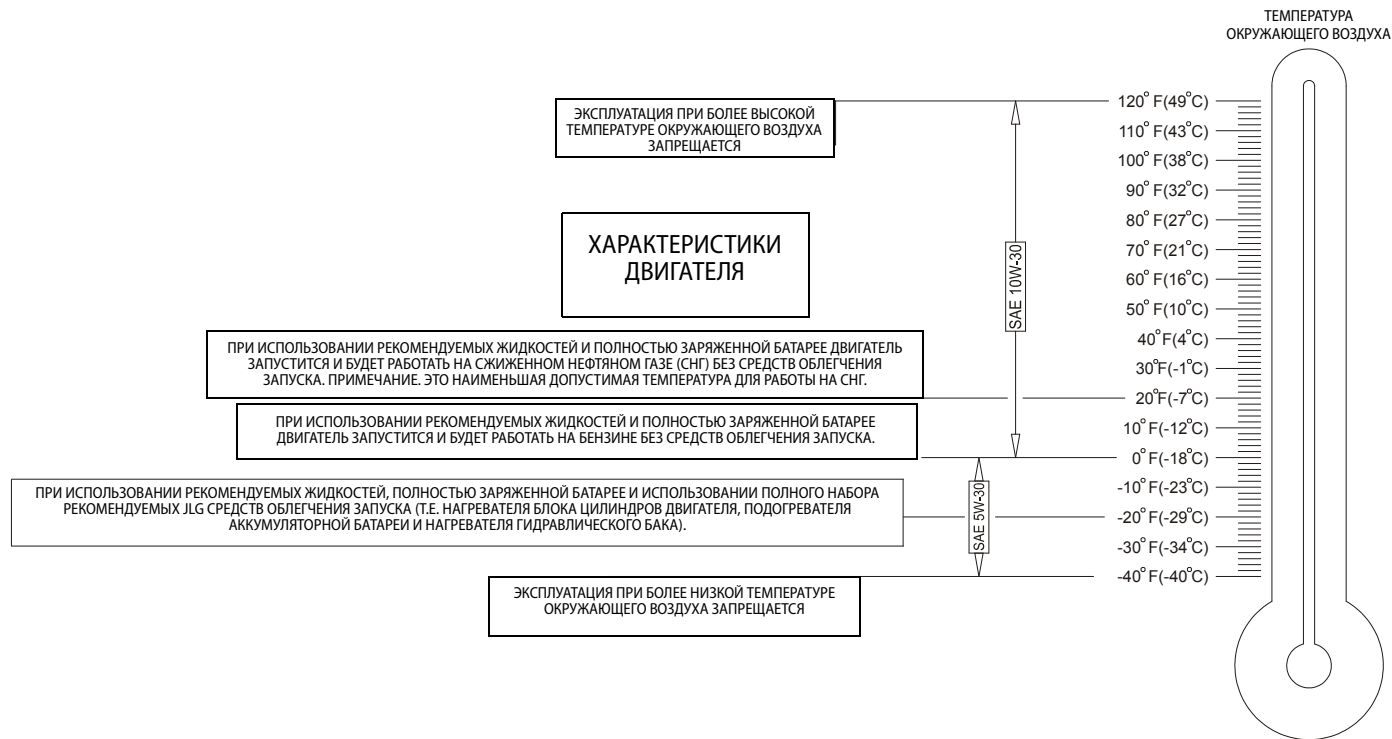 ТЕМПЕРАТУРА
ОКРУЖАЮЩЕГО ВОЗДУХА
ЭКСПЛУАТАЦИЯ ПРИ БОЛЕЕ ВЫСОКОЙ
ТЕМПЕРАТУРЕ ОКРУЖАЮЩЕГО ВОЗДУХА
ЗАПРЕЩАЕТСЯ
ХАРАКТЕРИСТИКИ
ДВИГАТЕЛЯ
ПРИ ИСПОЛЬЗОВАНИИ РЕКОМЕНДУЕМЫХ ЖИДКОСТЕЙ И ПОЛНОСТЬЮ ЗАРЯЖЕННОЙ БАТАРЕЕ ДВИГАТЕЛЬ
ЗАПУСТИТСЯ И БУДЕТ РАБОТАТЬ НА СЖИЖЕННОМ НЕФТЯНОМ ГАЗЕ (СНГ) БЕЗ СРЕДСТВ ОБЛЕГЧЕНИЯ
ЗАПУСКА. ПРИМЕЧАНИЕ. ЭТО НАИМЕНЬШАЯ ДОПУСТИМАЯ ТЕМПЕРАТУРА ДЛЯ РАБОТЫ НА СНГ.
ПРИ ИСПОЛЬЗОВАНИИ РЕКОМЕНДУЕМЫХ ЖИДКОСТЕЙ И ПОЛНОСТЬЮ ЗАРЯЖЕННОЙ БАТАРЕЕ
ДВИГАТЕЛЬ ЗАПУСТИТСЯ И БУДЕТ РАБОТАТЬ НА БЕНЗИНЕ БЕЗ СРЕДСТВ ОБЛЕГЧЕНИЯ ЗАПУСКА.
ПРИ ИСПОЛЬЗОВАНИИ РЕКОМЕНДУЕМЫХ ЖИДКОСТЕЙ, ПОЛНОСТЬЮ ЗАРЯЖЕННОЙ БАТАРЕЕ И ИСПОЛЬЗОВАНИИ ПОЛНОГО НАБОРА
РЕКОМЕНДУЕМЫХ JLG СРЕДСТВ ОБЛЕГЧЕНИЯ ЗАПУСКА (Т.Е. НАГРЕВАТЕЛЯ БЛОКА ЦИЛИНДРОВ ДВИГАТЕЛЯ, ПОДОГРЕВАТЕЛЯ
АККУМУЛЯТОРНОЙ БАТАРЕИ И НАГРЕВАТЕЛЯ ГИДРАВЛИЧЕСКОГО БАКА).
ЭКСПЛУАТАЦИЯ ПРИ БОЛЕЕ НИЗКОЙ ТЕМПЕРАТУРЕ
ОКРУЖАЮЩЕГО ВОЗДУХА ЗАПРЕЩАЕТСЯ
SAE 10W-30
SAE 5W-30
120° F(49°C)
110° F(43°C)
100° F(38°C)
90° F(32°C)
80° F(27°C)
70° F(21°C)
60° F(16°C)
50° F(10°C)
40° F(4°C)
30°F(-1°C)
20°F(-7°C)
10° F(-12°C)
0° F(-18°C)
-10° F(-23°C)
-20° F(-29°C)
-30° F(-34°C)
-40° F(-40°C)